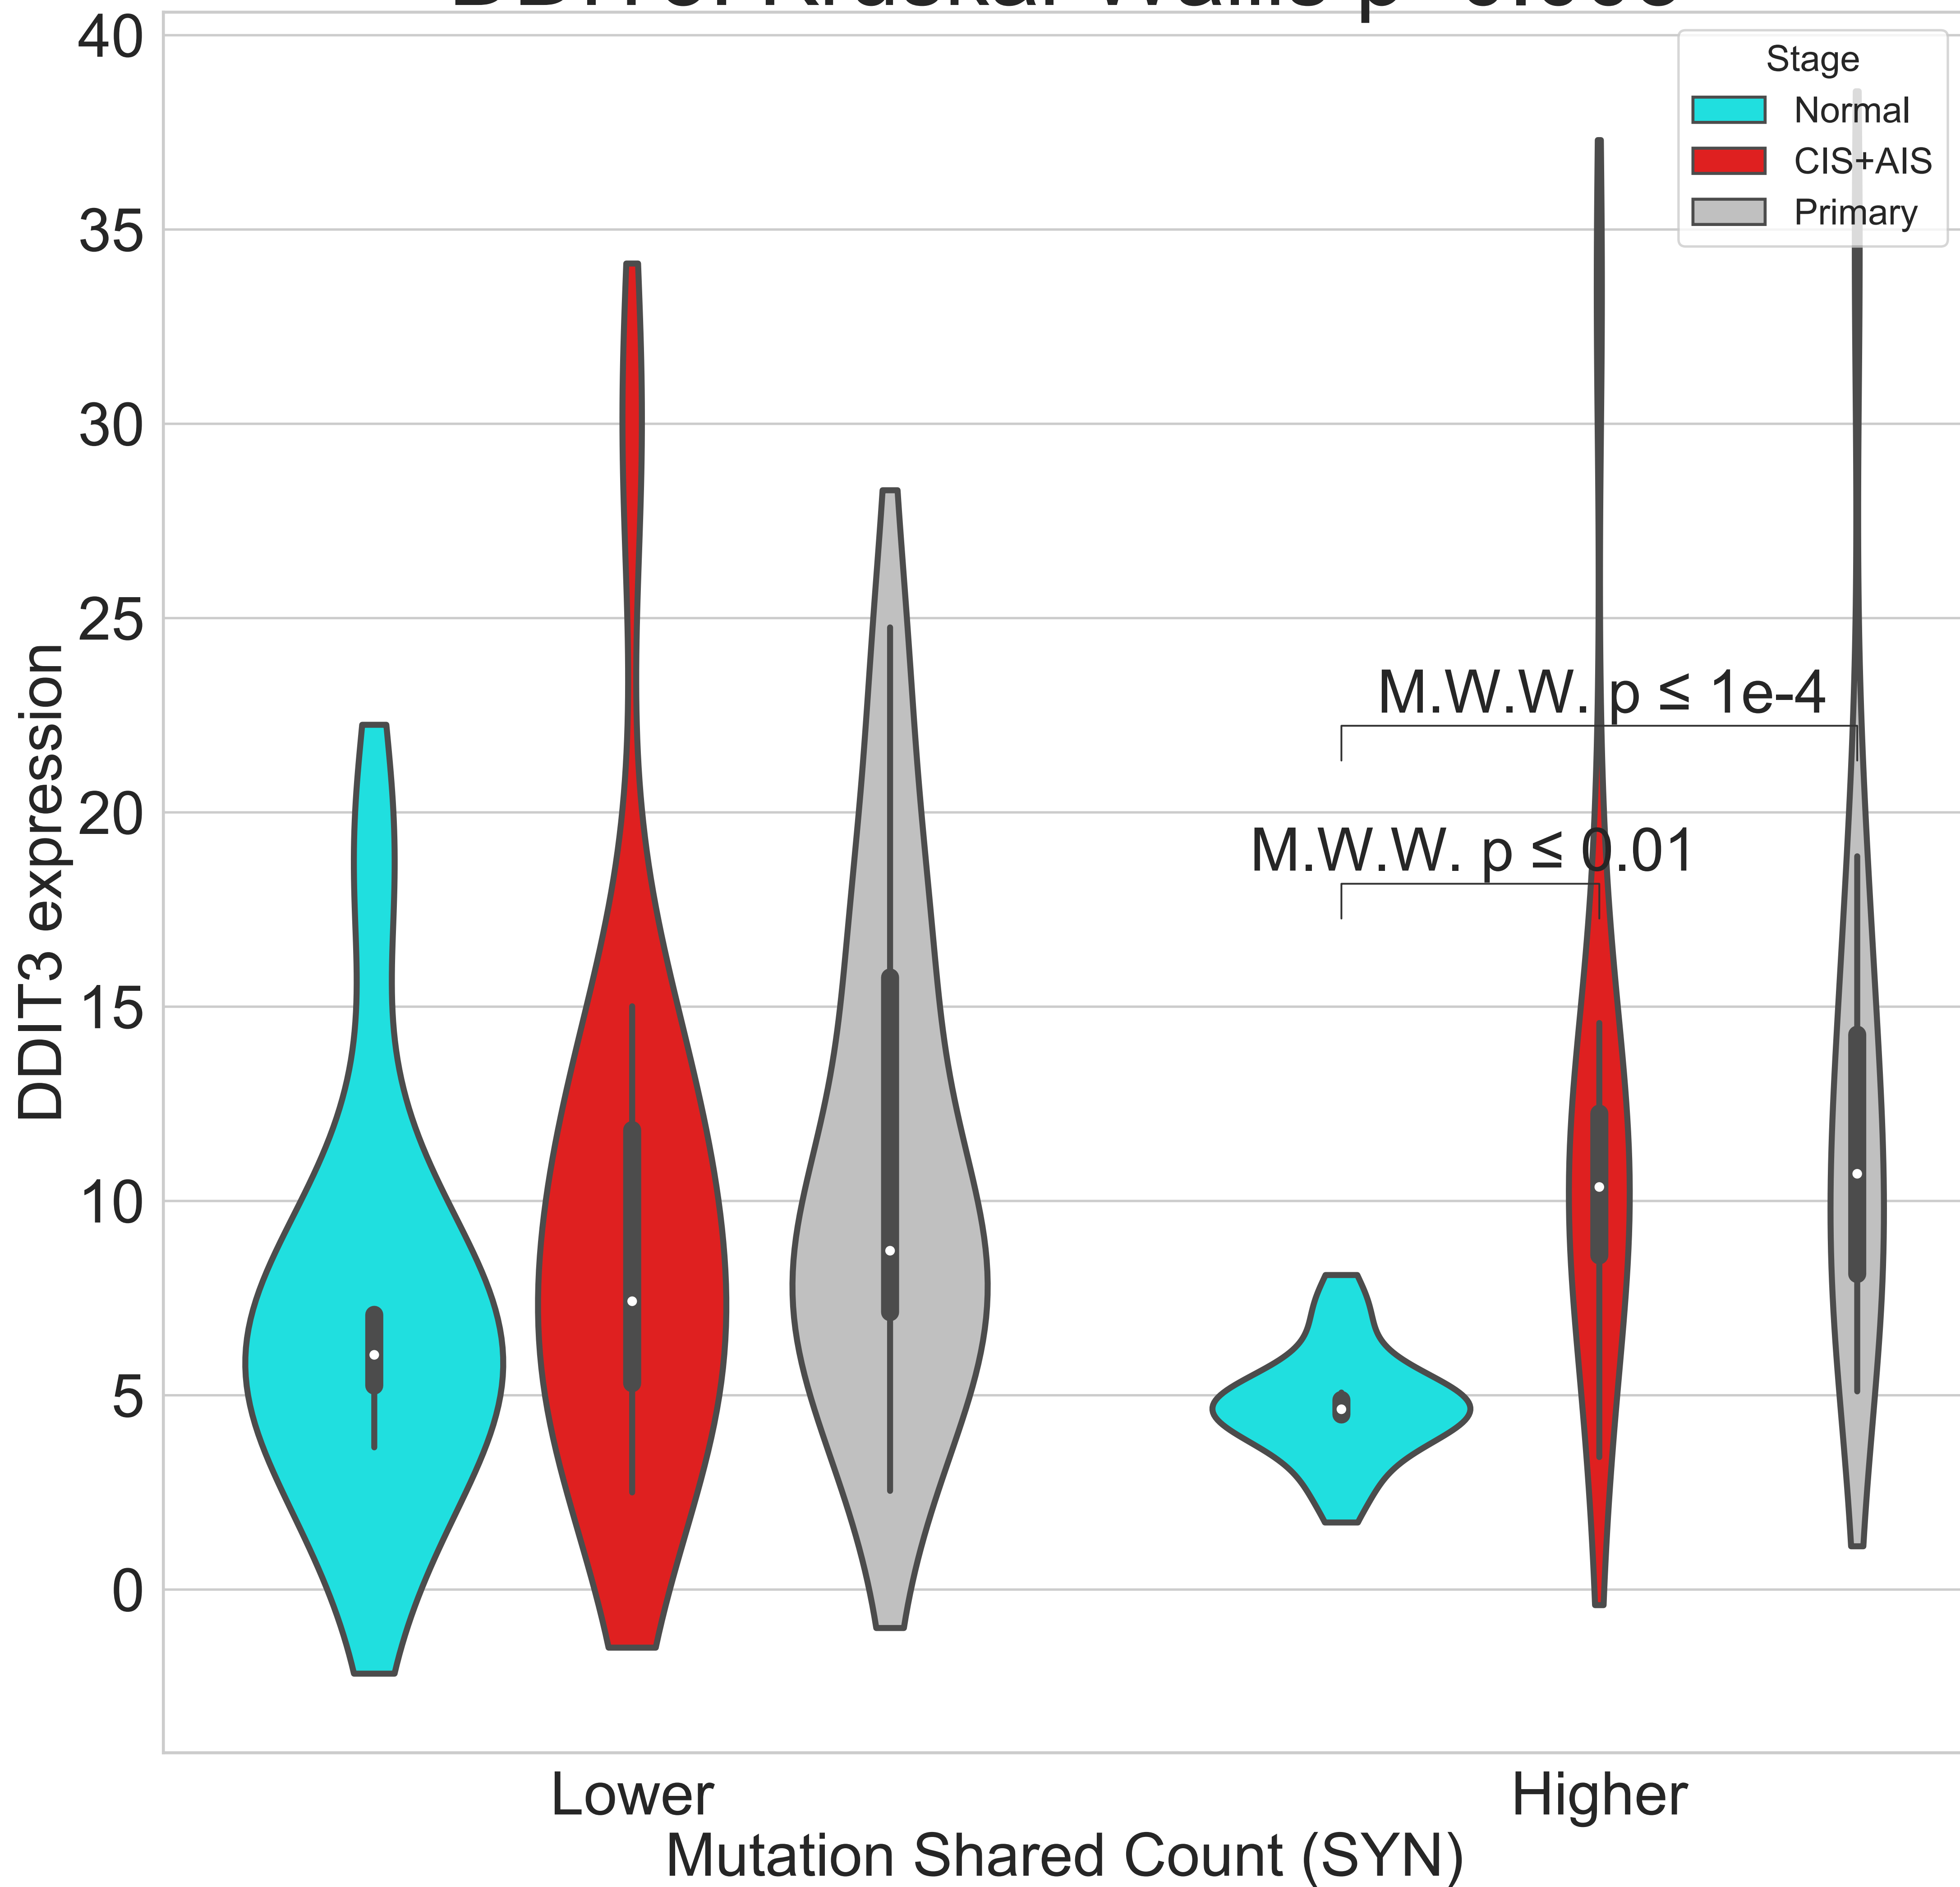 40
35
30
25
20
15
10
5
0
DDIT3 expression
Stage
Normal
CIS+AIS
Primary
M.W.W. p ≤ 1e-4
M.W.W. p ≤ 0.01
Lower
Higher
Mutation Shared Count (SYN)